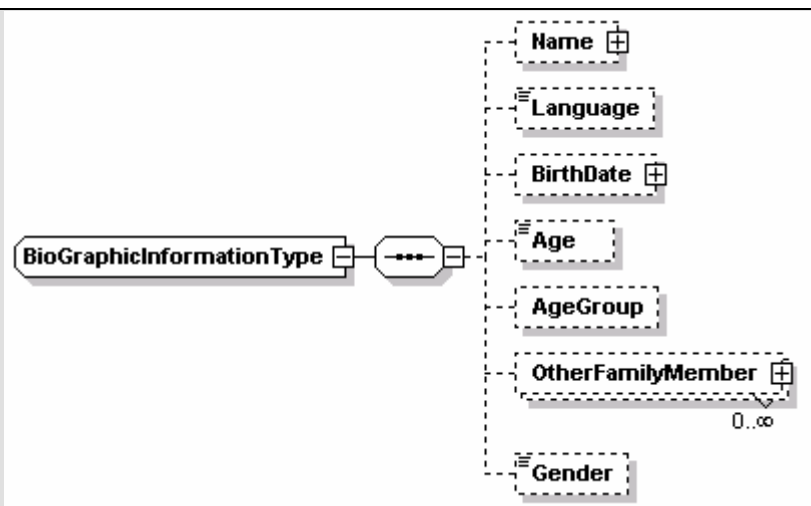 Name
Language
BirthDate
Age
BioGraphicInformationType
AgeGroup
OtherFamilyMember
0..∞
Gender